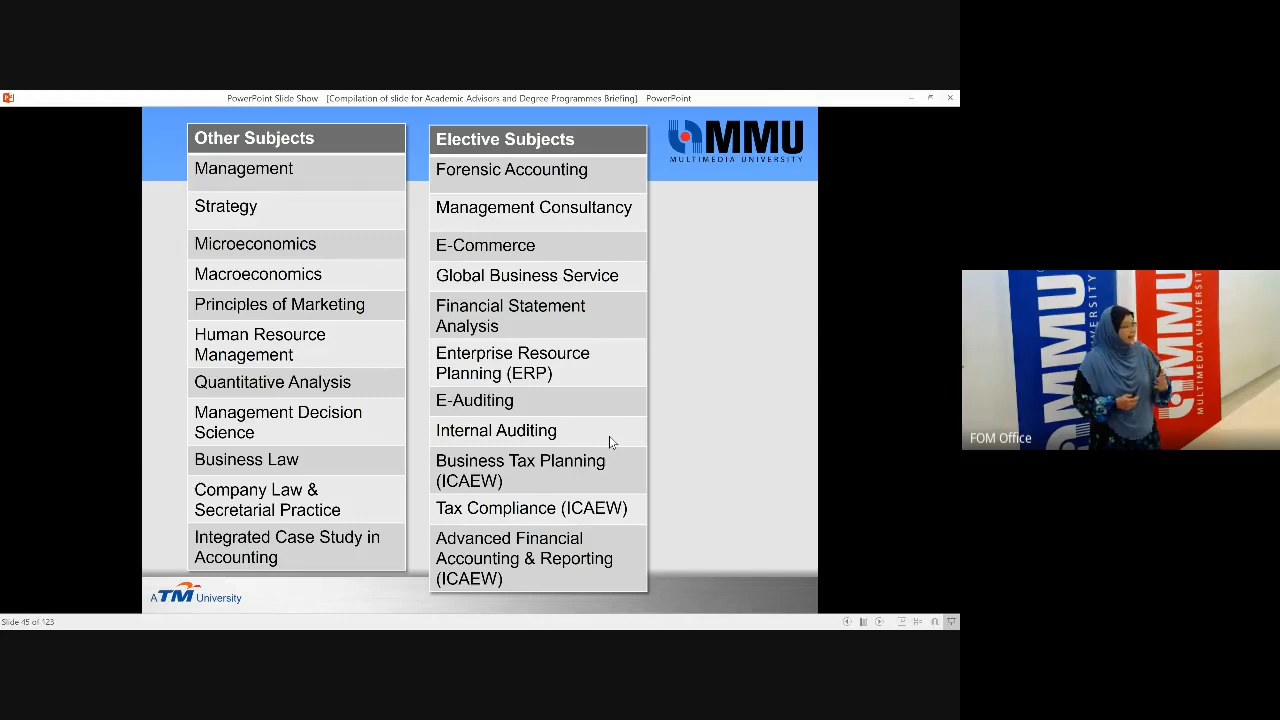 PowerPoint Slide Show - [Compilation of slide for Academic Advisors and Degree Programmes Briefing] - PowerPoint
Other Subjects
Management
Strategy
Microeconomics
Macroeconomics
Principles of Marketing
Human Resource
Management
Quantitative Analysis
Management Decision
Science
Business Law
Company Law &
Secretarial Practice
Integrated Case Study in
Accounting
Elective Subjects
Forensic Accounting
Management Consultancy
E-Commerce
Global Business Service
Financial Statement
Analysis
Enterprise Resource
Planning (ERP)
E-Auditing
Internal Auditing
Business Tax Planning
(ICAEW)
Tax Compliance (ICAEW)
Advanced Financial
Accounting & Reporting
(ICAEW)
MMU
MULTIMEDIA UNIVERSITY
A TM University
Slide 45 of 123
MMU
MMU
MULTIMEDIA UNIVERSITY
FOM Office